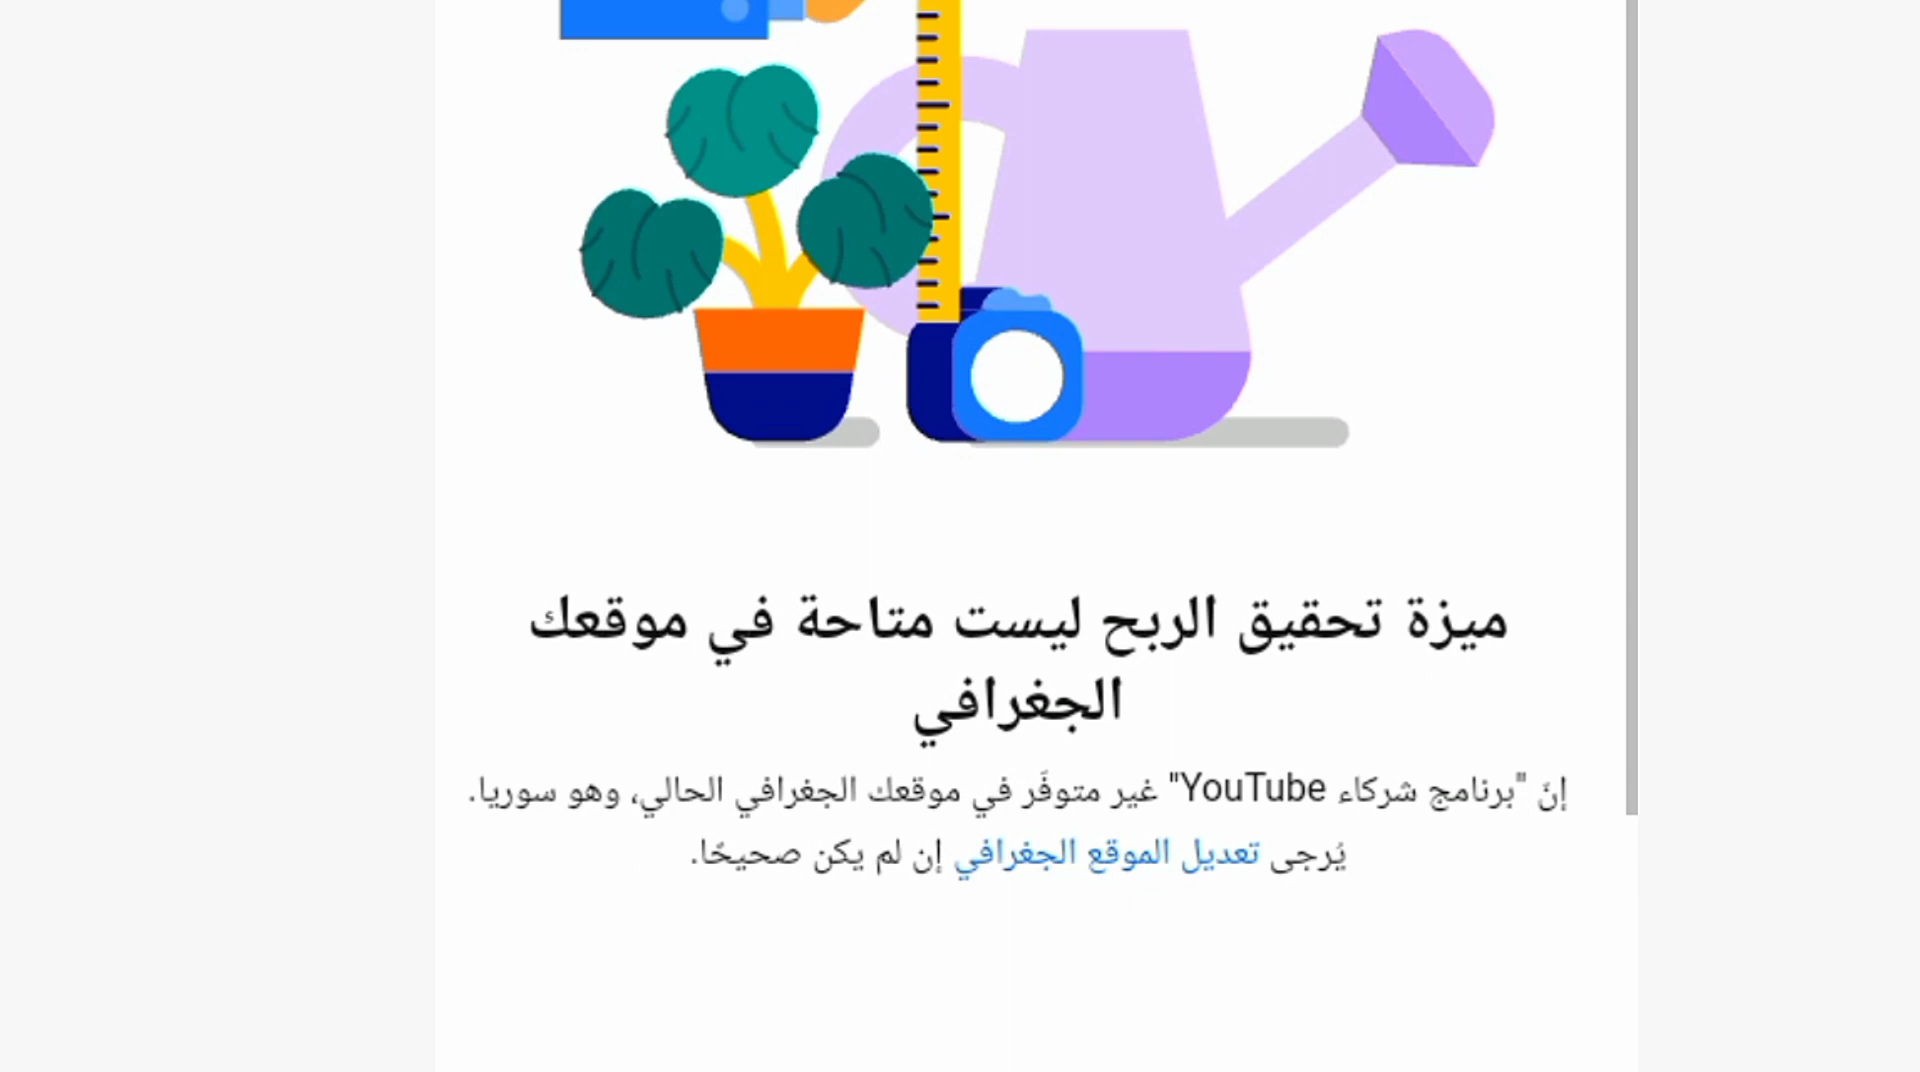 ميزة تحقيق الربح ليست متاحة في موقعك
الجغرافي
إنّ "برنامج شركاء YouTube" غير متوفّر في موقعك الجغرافي الحالي، وهو سوريا.
يُرجى تعديل الموقع الجغرافي إن لم يكن صحيحًا.